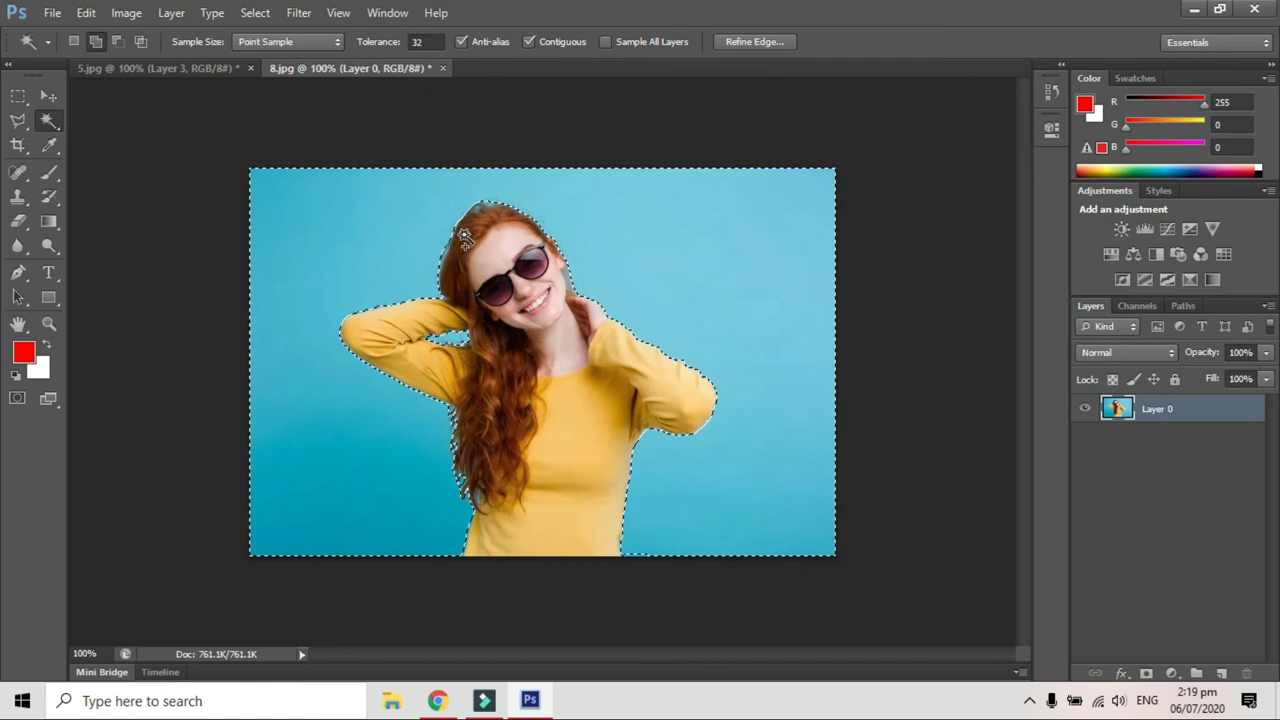 Ps File Edit Image Layer Type Select Filter View Window Help
Sample Size: Point Sample Tolerance: 32 Anti-alias Contiguous Sample All Layers Refine Edge... Essentials
5.jpg @ 100% (Layer 3, RGB/8#) * × 8.jpg @ 100% (Layer 0, RGB/8#) * ×
Color Swatches
R 255
G 0
B 0
Adjustments Styles
Add an adjustment
Layers Channels Paths
Kind
Normal Opacity: 100%
Lock: Fill: 100%
Layer 0
100% Doc: 761.1K/761.1K
Mini Bridge Timeline
Type here to search
Ps
ENG
2:19 pm
06/07/2020